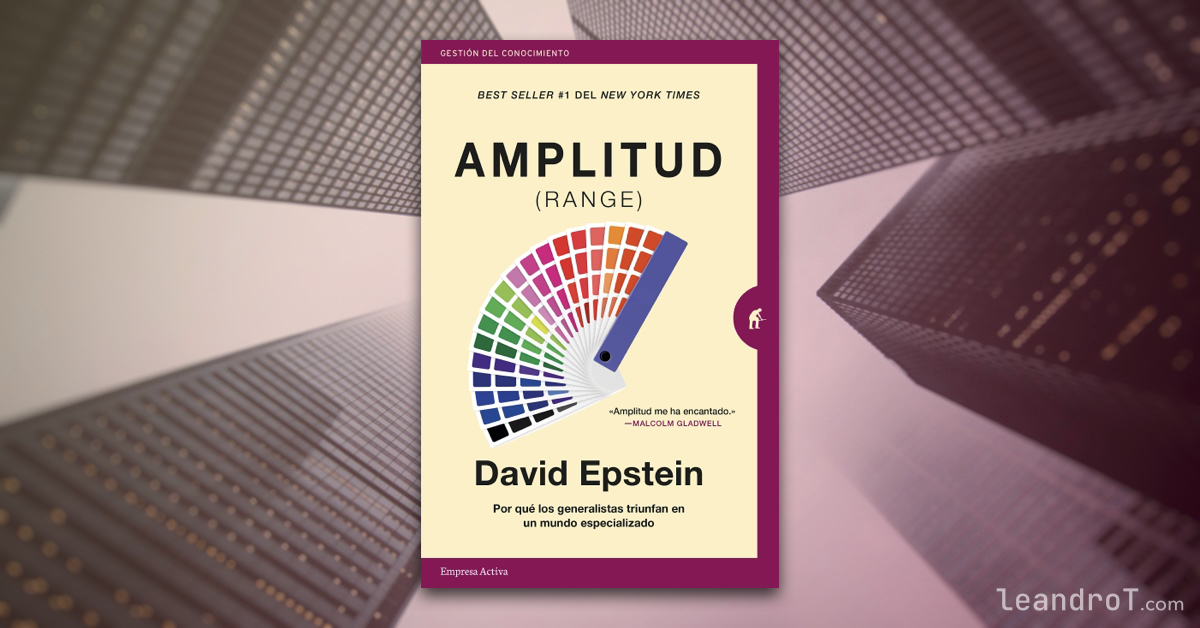 GESTIÓN DEL CONOCIMIENTO
BEST SELLER #1 DEL NEW YORK TIMES
AMPLITUD
(RANGE)
«Amplitud me ha encantado.»
—MALCOLM GLADWELL
David Epstein
Por qué los generalistas triunfan en
un mundo especializado
Empresa Activa
leandroT.com